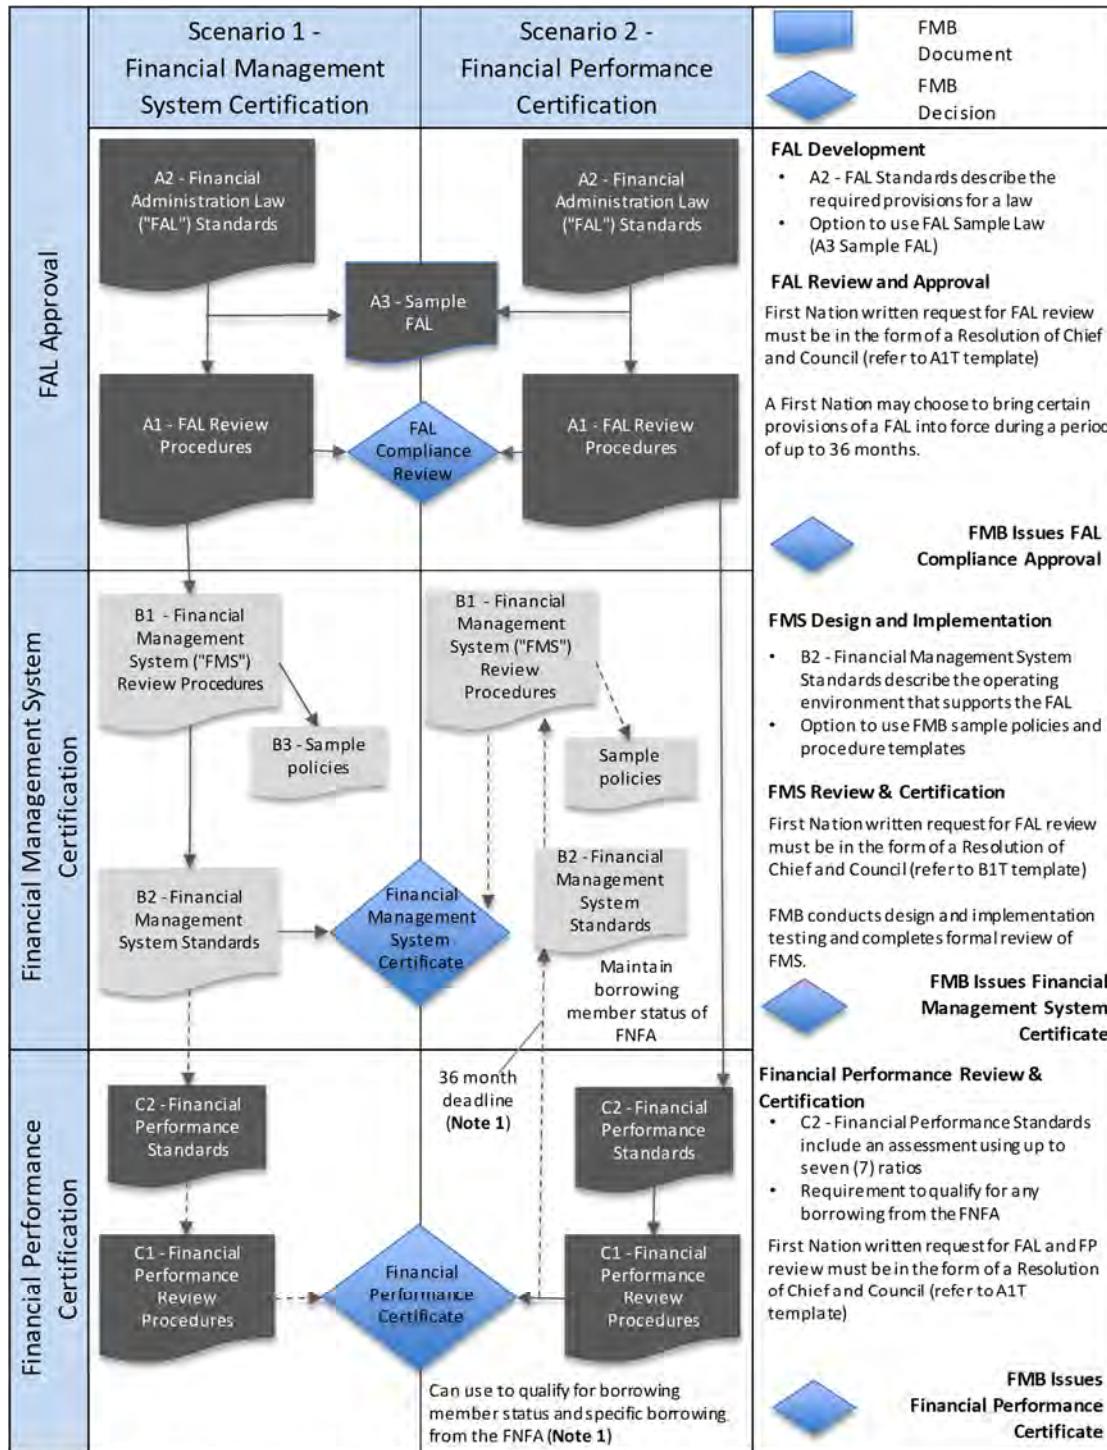 Scenario 1 -
Financial Management
System Certification
Scenario 2 -
Financial Performance
Certification
FMB
Document
FMB
Decision
FAL Approval
A2 - Financial
Administration Law
("FAL") Standards
A2 - Financial
Administration Law
("FAL") Standards
A3 - Sample
FAL
A1 - FAL Review
Procedures
FAL
Compliance
Review
A1 - FAL Review
Procedures
FAL Development
• A2 - FAL Standards describe the
required provisions for a law
• Option to use FAL Sample Law
(A3 Sample FAL)
FAL Review and Approval
First Nation written request for FAL review
must be in the form of a Resolution of Chief
and Council (refer to A1T template)
A First Nation may choose to bring certain
provisions of a FAL into force during a period
of up to 36 months.
FMB Issues FAL
Compliance Approval
Financial Management System
Certification
B1 - Financial
Management
System ("FMS")
Review Procedures
B3 - Sample
policies
B2 - Financial
Management
System Standards
Financial
Management
System
Certificate
B1 - Financial
Management
System ("FMS")
Review
Procedures
Sample
policies
B2 - Financial
Management
System
Standards
Maintain
borrowing
member status of
FNFA
FMS Design and Implementation
• B2 - Financial Management System
Standards describe the operating
environment that supports the FAL
• Option to use FMB sample policies and
procedure templates
FMS Review & Certification
First Nation written request for FAL review
must be in the form of a Resolution of
Chief and Council (refer to B1T template)
FMB conducts design and implementation
testing and completes formal review of
FMS.
FMB Issues Financial
Management System
Certificate
Financial Performance
Certification
C2 - Financial
Performance
Standards
C1 - Financial
Performance
Review
Procedures
Financial
Performance
Certificate
36 month
deadline
(Note 1)
C2 - Financial
Performance
Standards
C1 - Financial
Performance
Review
Procedures
Can use to qualify for borrowing
member status and specific borrowing
from the FNFA (Note 1)
Financial Performance Review &
Certification
• C2 - Financial Performance Standards
include an assessment using up to
seven (7) ratios
• Requirement to qualify for any
borrowing from the FNFA
First Nation written request for FAL and FP
review must be in the form of a Resolution
of Chief and Council (refer to A1T
template)
FMB Issues
Financial Performance
Certificate